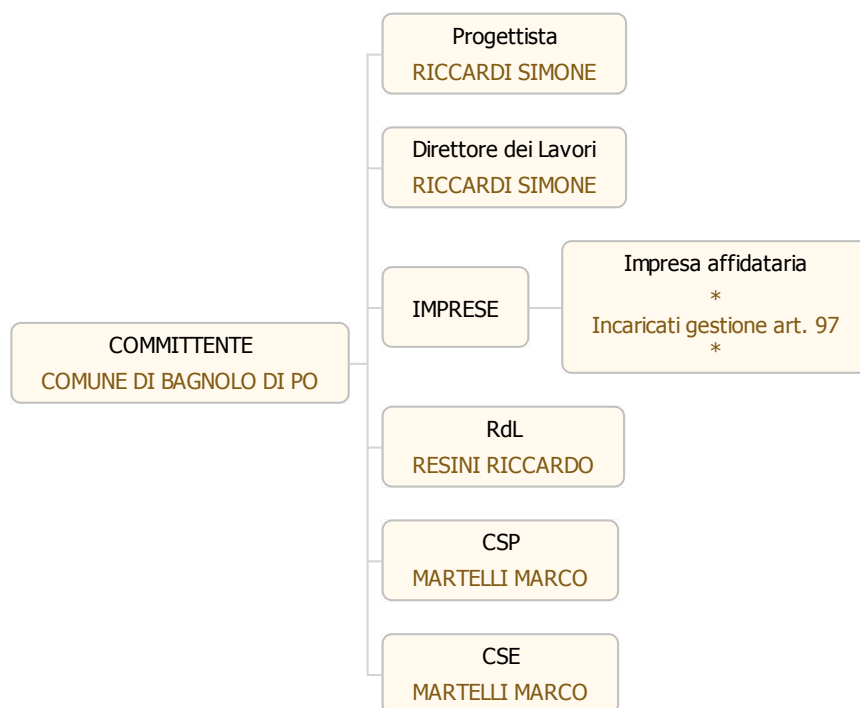 Progettista
RICCARDI SIMONE
Direttore dei Lavori
RICCARDI SIMONE
IMPRESE
Impresa affidataria
*
Incaricati gestione art. 97
*
COMMITTENTE
COMUNE DI BAGNOLO DI PO
RdL
RESINI RICCARDO
CSP
MARTELLI MARCO
CSE
MARTELLI MARCO